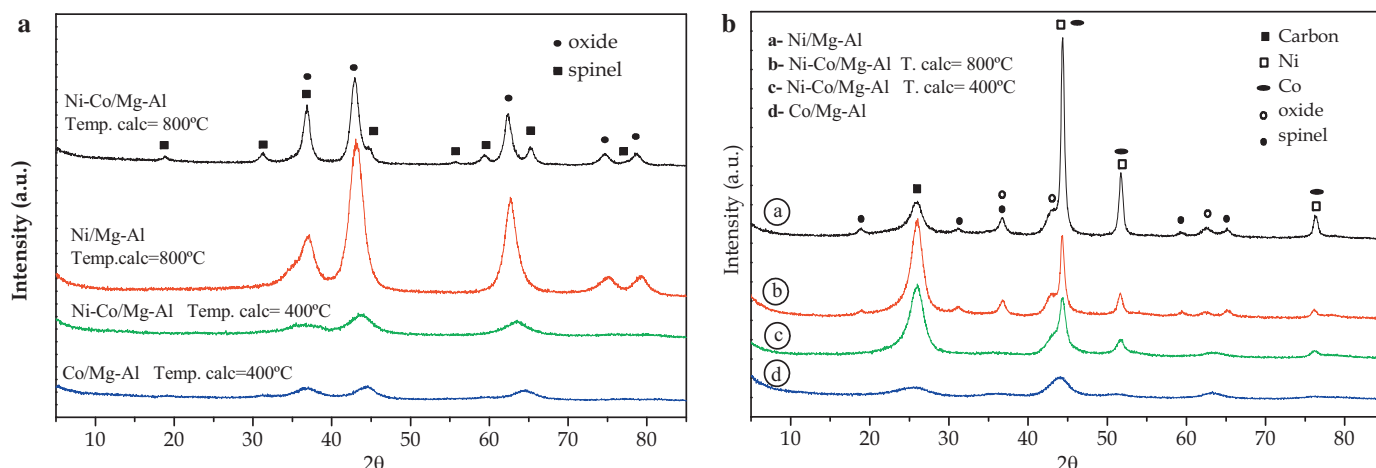 a
oxide
spinel
Ni-Co/Mg-Al
Temp. calc= 800ºC
Ni/Mg-Al
Temp.calc=800ºC
Ni-Co/Mg-Al Temp. calc= 400ºC
Co/Mg-Al Temp. calc=400ºC
Intensity (a.u.)
10 20 30 40 50 60 70 80
2θ
b
a- Ni/Mg-Al
b- Ni-Co/Mg-Al T. calc= 800ºC
c- Ni-Co/Mg-Al T. calc= 400ºC
d- Co/Mg-Al
Carbon
Ni
Co
oxide
spinel
a
b
c
d
Intensity (a.u.)
10 20 30 40 50 60 70 80
2θ